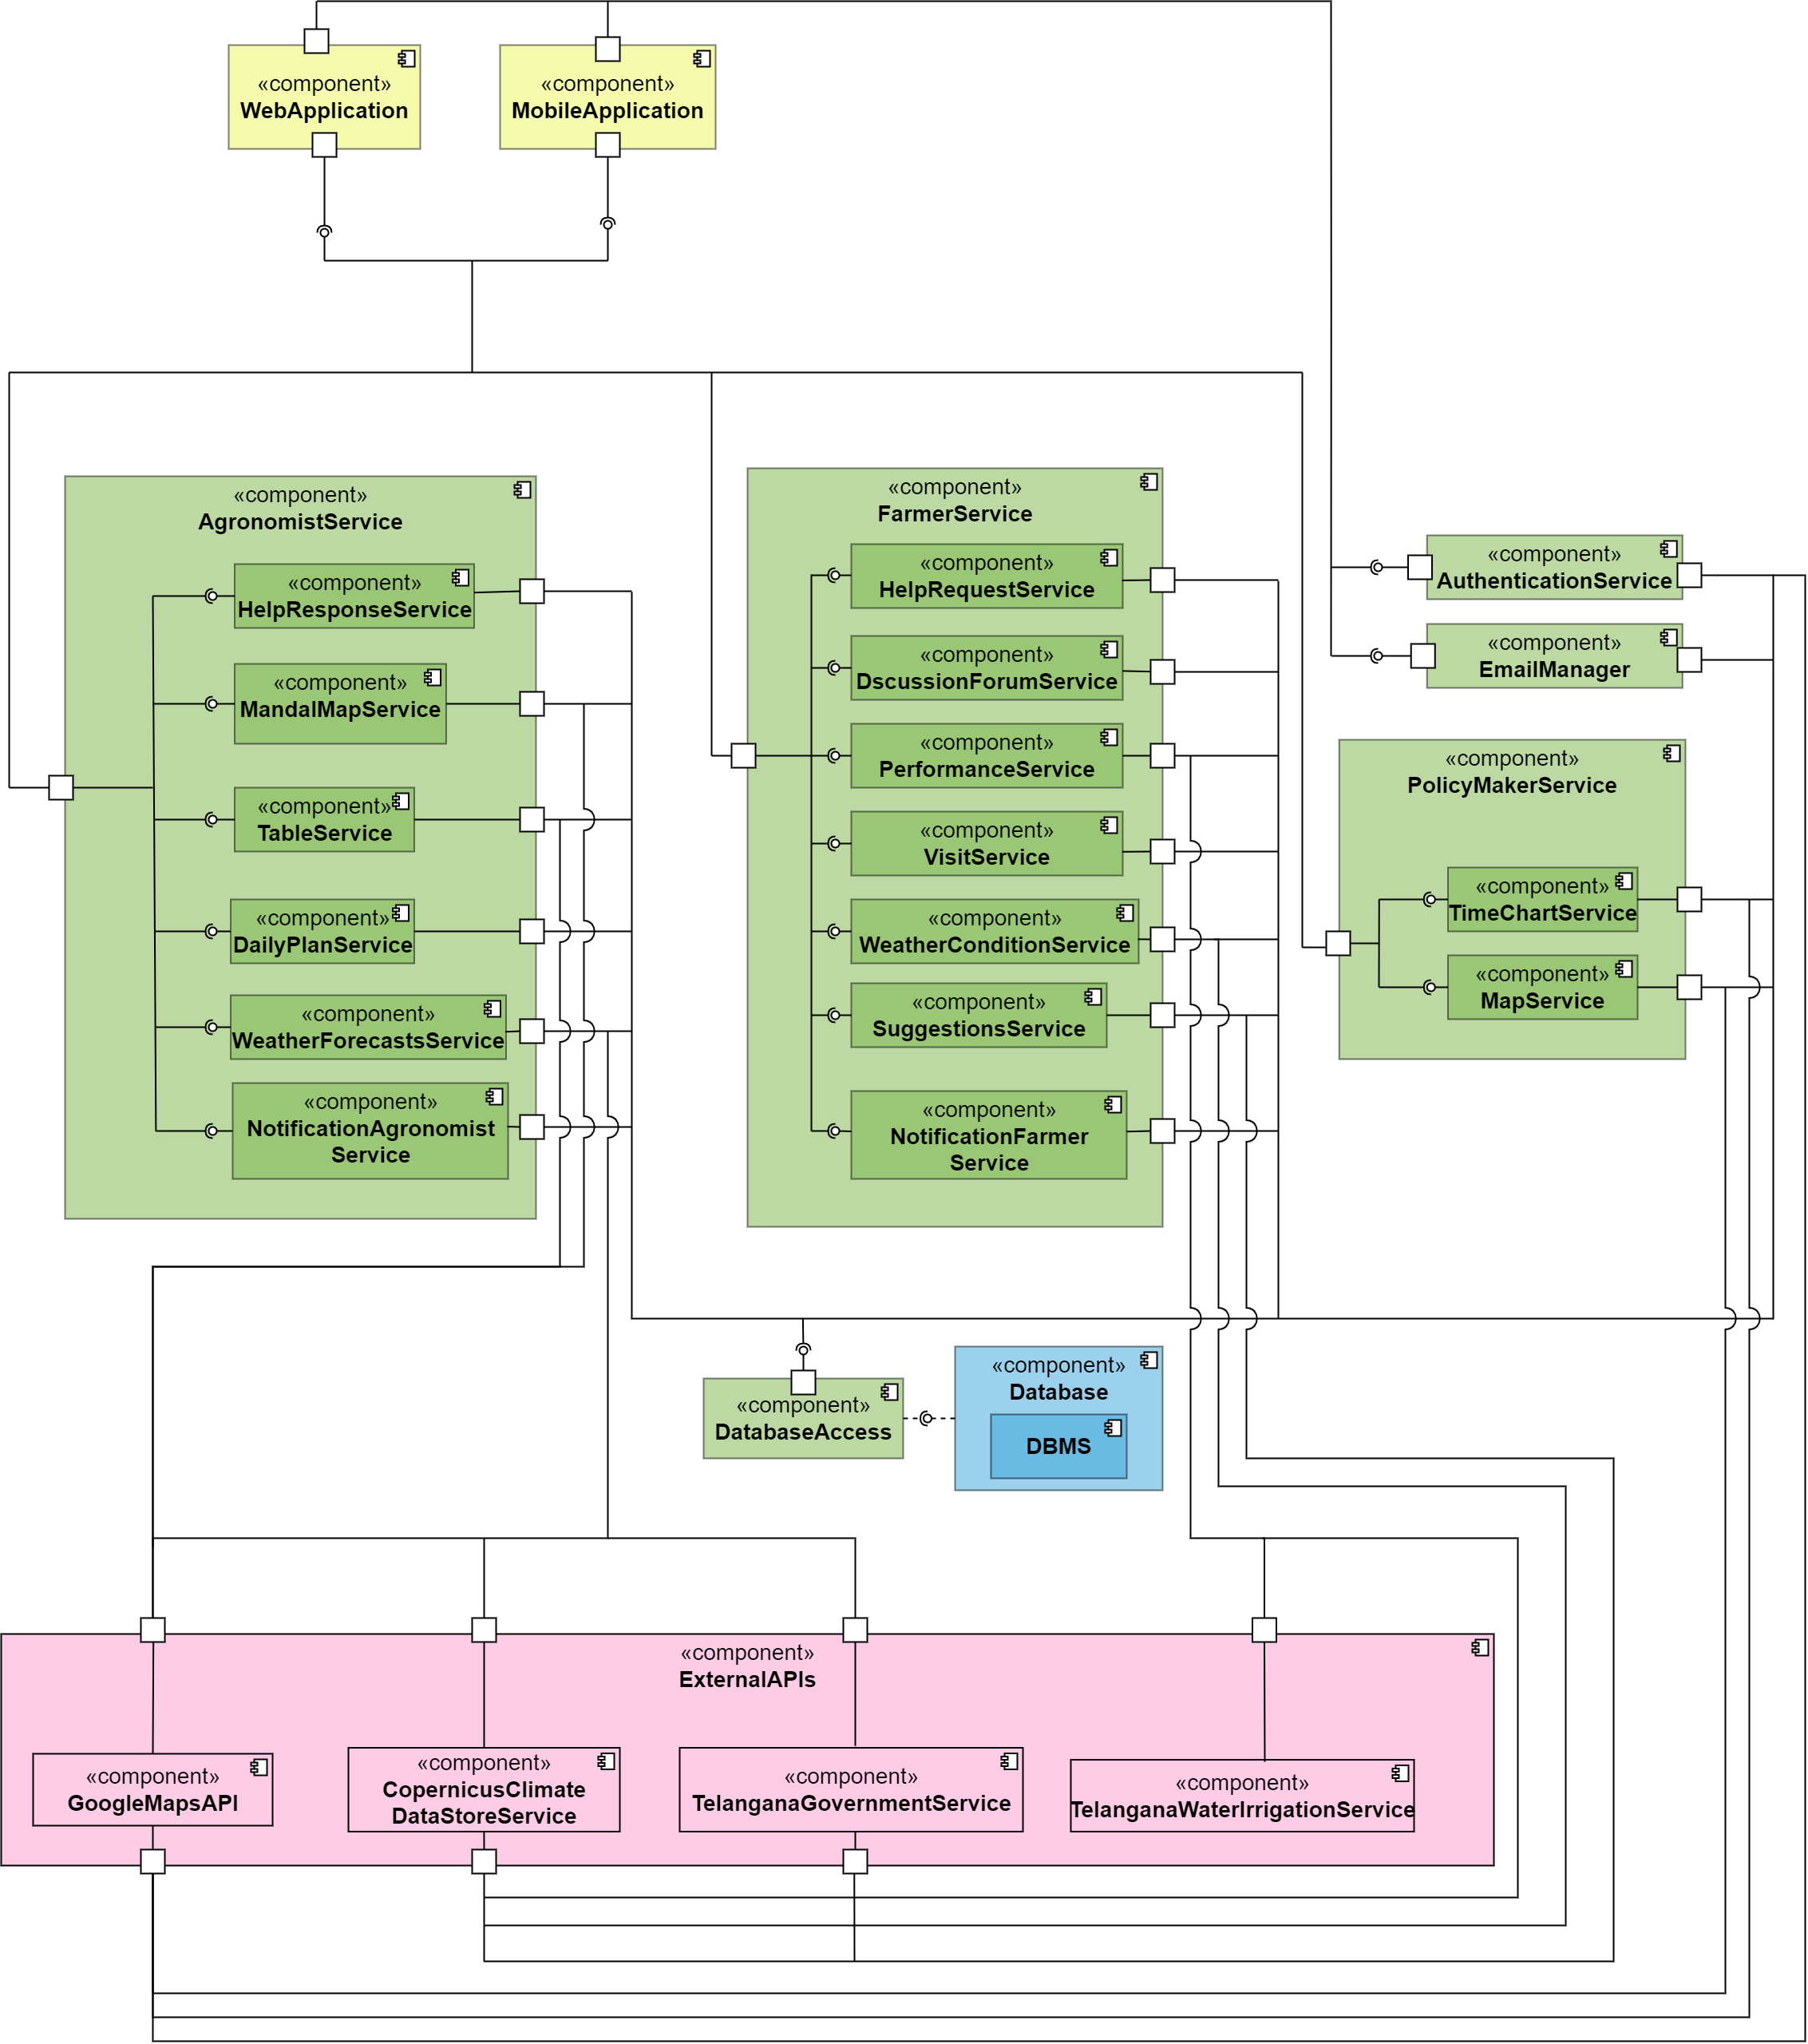 «component»
WebApplication
«component»
MobileApplication
«component»
AgronomistService
«component»
HelpResponseService
«component»
MandalMapService
«component»
TableService
«component»
DailyPlanService
«component»
WeatherForecastsService
«component»
NotificationAgronomist
Service
«component»
FarmerService
«component»
HelpRequestService
«component»
DscussionForumService
«component»
PerformanceService
«component»
VisitService
«component»
WeatherConditionService
«component»
SuggestionsService
«component»
NotificationFarmer
Service
«component»
AuthenticationService
«component»
EmailManager
«component»
PolicyMakerService
«component»
TimeChartService
«component»
MapService
«component»
DatabaseAccess
«component»
Database
DBMS
«component»
ExternalAPIs
«component»
GoogleMapsAPI
«component»
CopernicusClimate
DataStoreService
«component»
TelanganaGovernmentService
«component»
TelanganaWaterIrrigationService